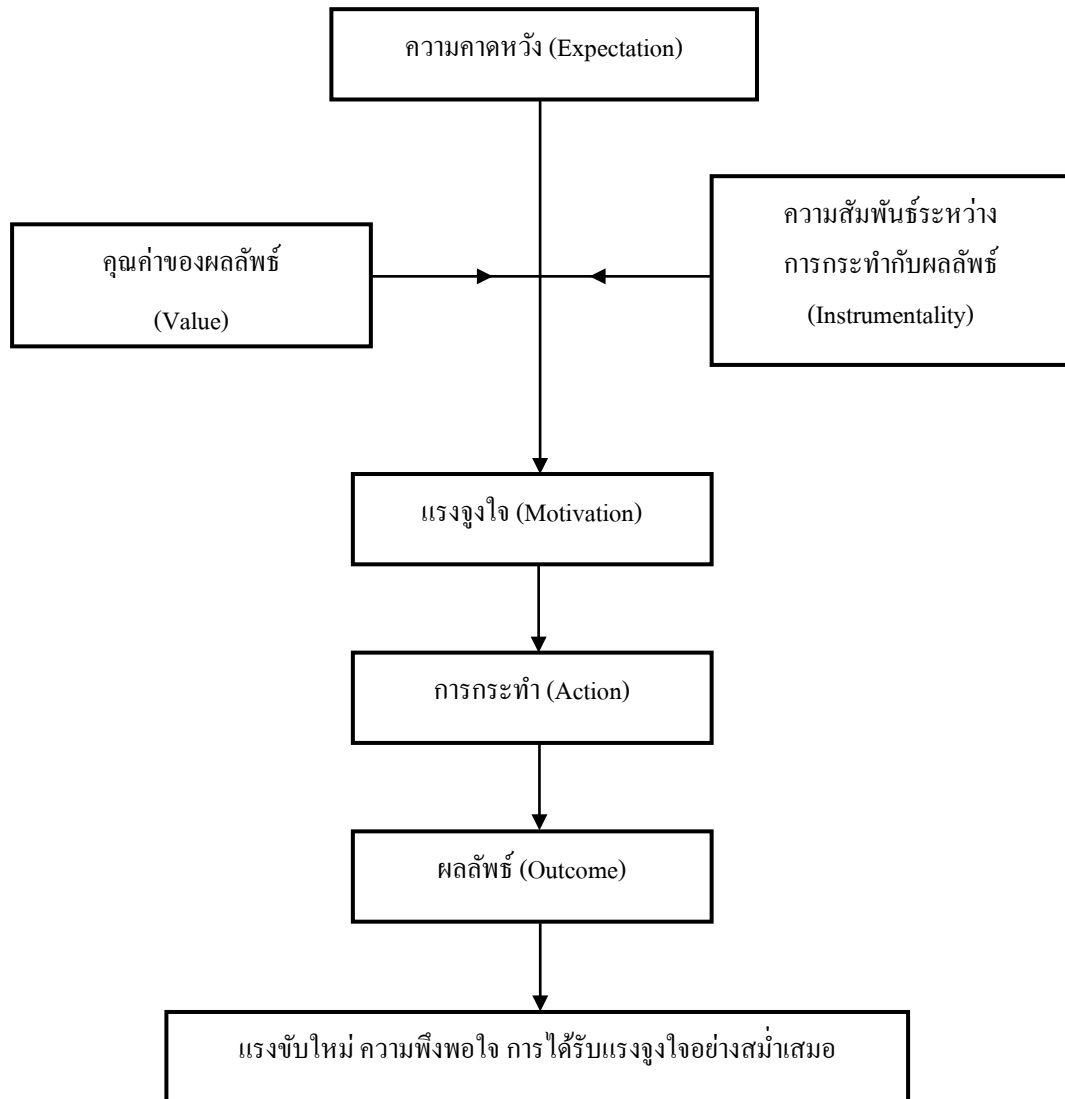 ความคาดหวัง (Expectation)
คุณค่าของผลลัพธ์
(Value)
ความสัมพันธ์ระหว่าง
การกระทำกับผลลัพธ์
(Instrumentality)
แรงจูงใจ (Motivation)
การกระทำ (Action)
ผลลัพธ์ (Outcome)
แรงขับใหม่ ความพึงพอใจ การได้รับแรงจูงใจอย่างสม่ำเสมอ